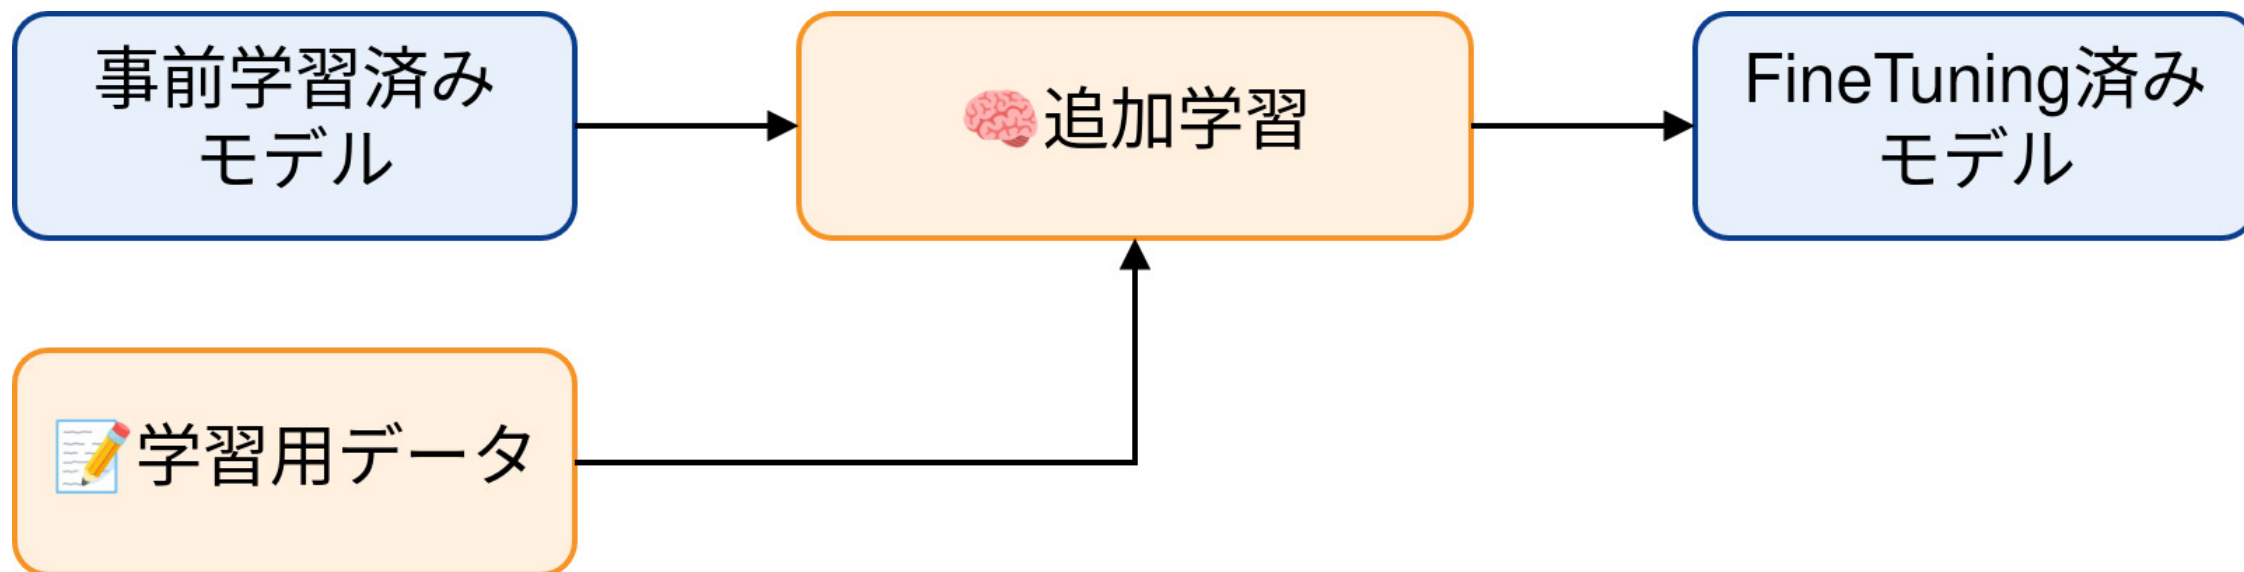 事前学習済み
モデル
🧠追加学習
FineTuning済み
モデル
📝学習用データ